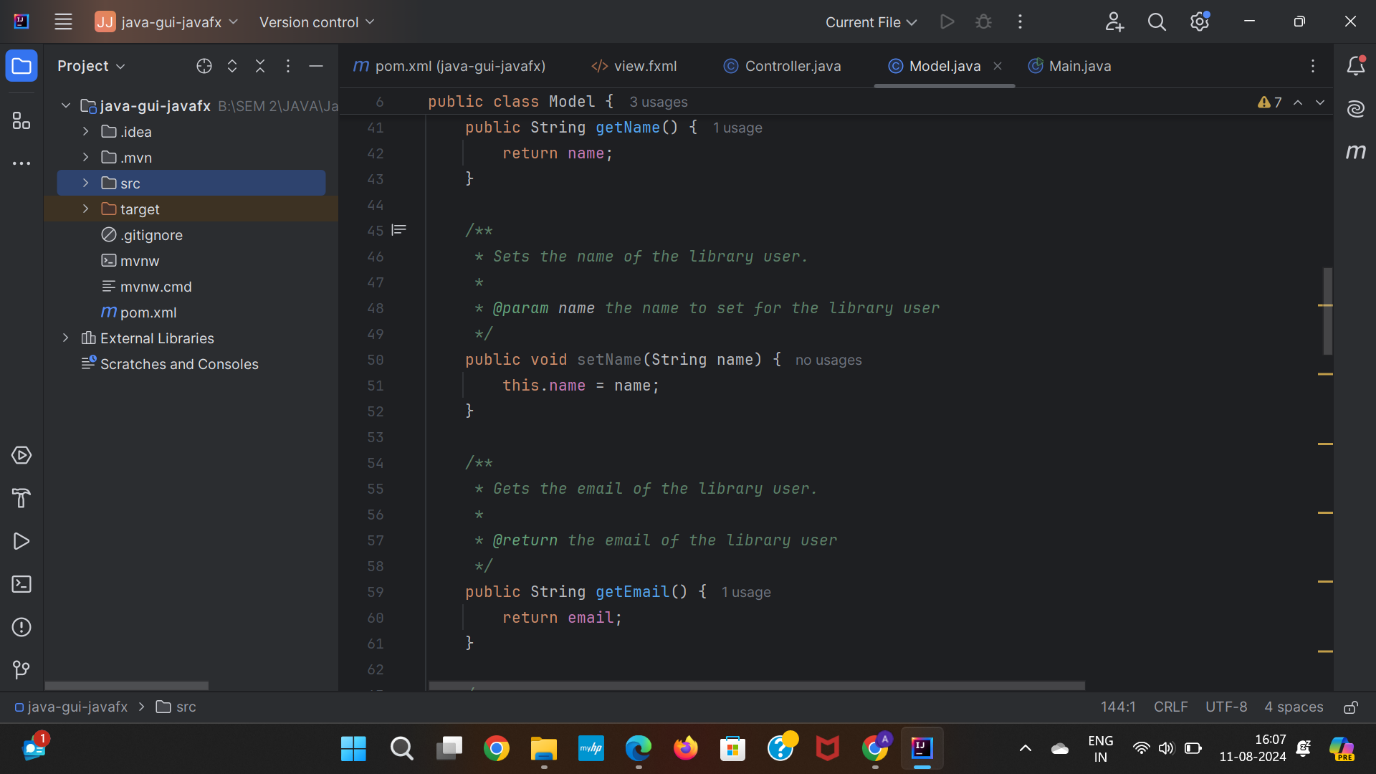 JJ java-gui-javafx Version control Current File
Project
pom.xml (java-gui-javafx) view.fxml Controller.java Model.java Main.java
java-gui-javafx B:\SEM 2\JAVA\Ja
.idea
.mvn
src
target
.gitignore
mvnw
mvnw.cmd
m pom.xml
External Libraries
Scratches and Consoles
6 public class Model { 3 usages
7
41 public String getName() { 1 usage
42 return name;
43 }
44
45 /**
46 * Sets the name of the library user.
47 *
48 * @param name the name to set for the library user
49 */
50 public void setName(String name) { no usages
51 this.name = name;
52 }
53
54 /**
55 * Gets the email of the library user.
56 *
57 * @return the email of the library user
58 */
59 public String getEmail() { 1 usage
60 return email;
61 }
62
java-gui-javafx > src 144:1 CRLF UTF-8 4 spaces
1
myhp
A
ENG
IN
16:07
11-08-2024
PRE